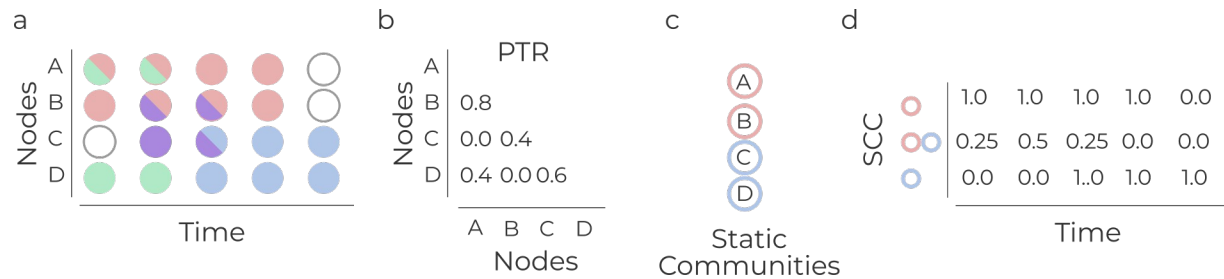 a
Nodes
A
B
C
D
Time
b
PTR
Nodes
A
B 0.8
C 0.0 0.4
D 0.4 0.0 0.6
A B C D
Nodes
c
A
B
C
D
Static
Communities
d
SCC
1.0 1.0 1.0 1.0 0.0
0.25 0.5 0.25 0.0 0.0
0.0 0.0 1..0 1.0 1.0
Time